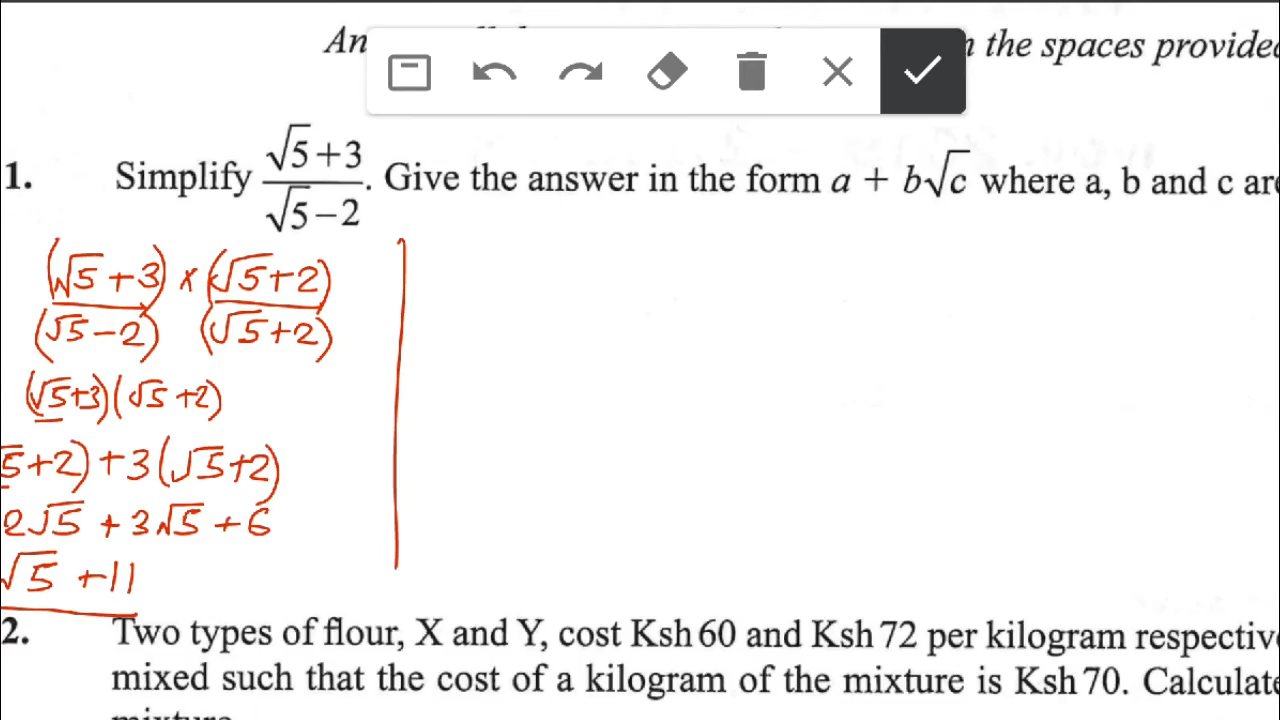 An
the spaces provided
1. Simplify (√5+3)/(√5−2). Give the answer in the form a + b√c where a, b and c are
(√5+3)/(√5−2) × (√5+2)/(√5+2)
(√5+3)(√5+2)
5+2)+3(√5+2)
2√5 + 3√5 + 6
√5 +11
2. Two types of flour, X and Y, cost Ksh 60 and Ksh 72 per kilogram respective
mixed such that the cost of a kilogram of the mixture is Ksh 70. Calculate
mixture.